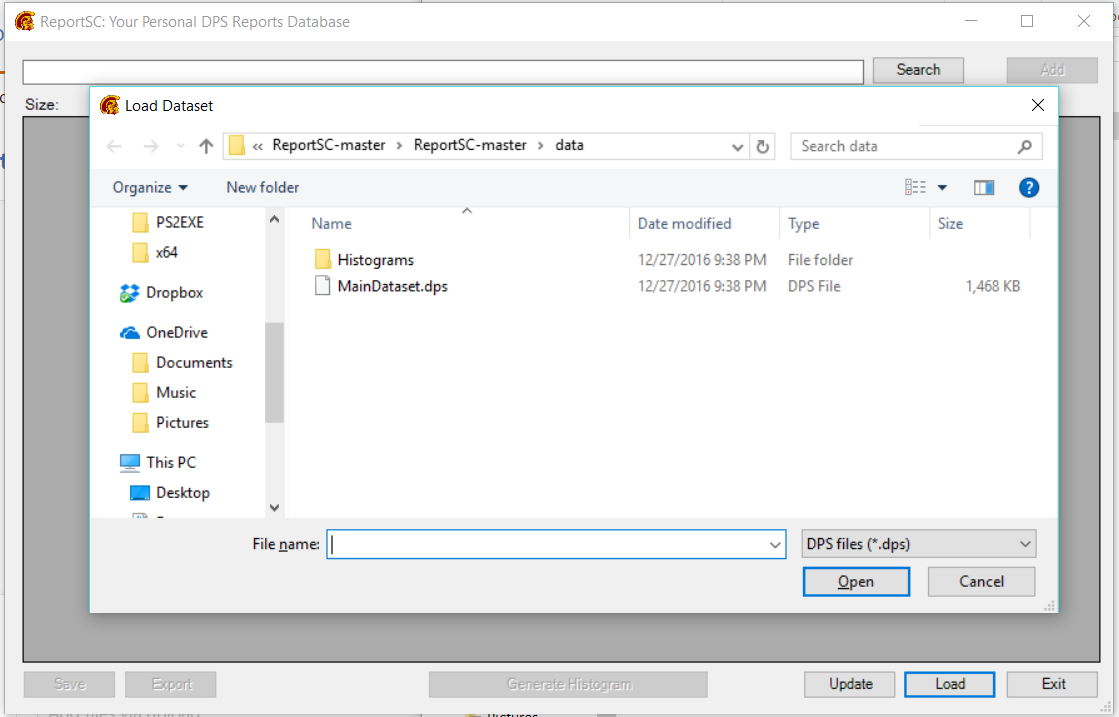 ReportSC: Your Personal DPS Reports Database
Search
Add
Size:
Load Dataset
« ReportSC-master › ReportSC-master › data
Search data
Organize
New folder
?
PS2EXE
x64
Dropbox
OneDrive
Documents
Music
Pictures
This PC
Desktop
Name Date modified Type Size
Histograms 12/27/2016 9:38 PM File folder
MainDataset.dps 12/27/2016 9:38 PM DPS File 1,468 KB
File name:
DPS files (*.dps)
Open
Cancel
Save
Export
Generate Histogram
Update
Load
Exit